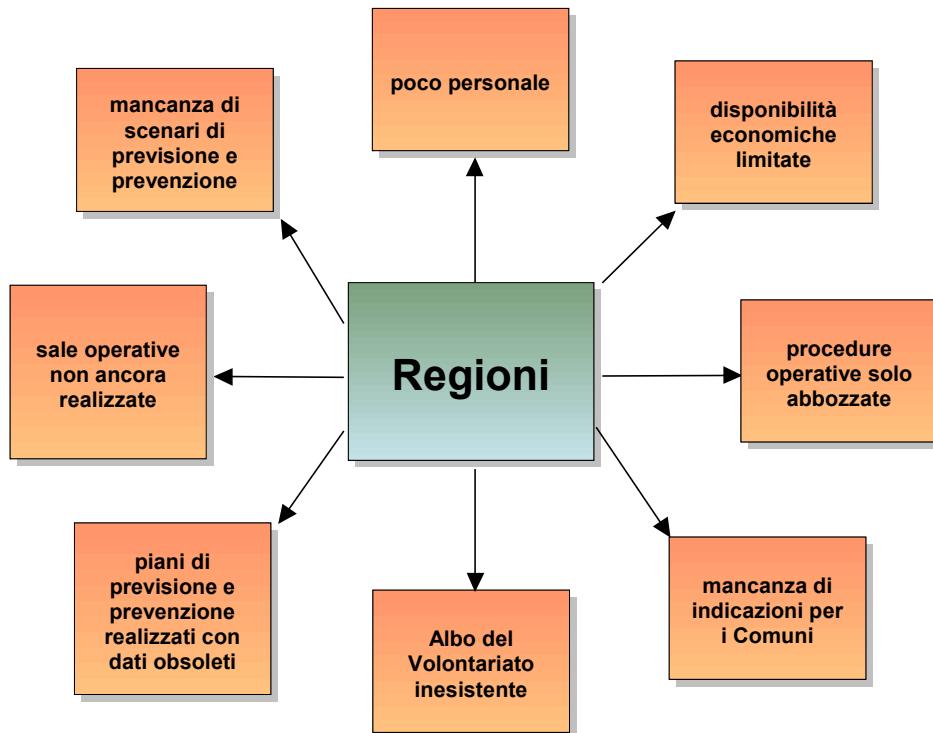 poco personale
mancanza di
scenari di
previsione e
prevenzione
disponibilità
economiche
limitate
sale operative
non ancora
realizzate
Regioni
procedure
operative solo
abbozzate
piani di
previsione e
prevenzione
realizzati con
dati obsoleti
Albo del
Volontariato
inesistente
mancanza di
indicazioni per
i Comuni